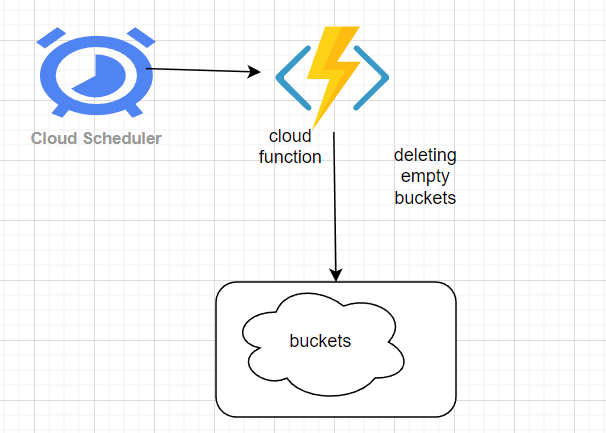 Cloud Scheduler
cloud
function
deleting
empty
buckets
buckets